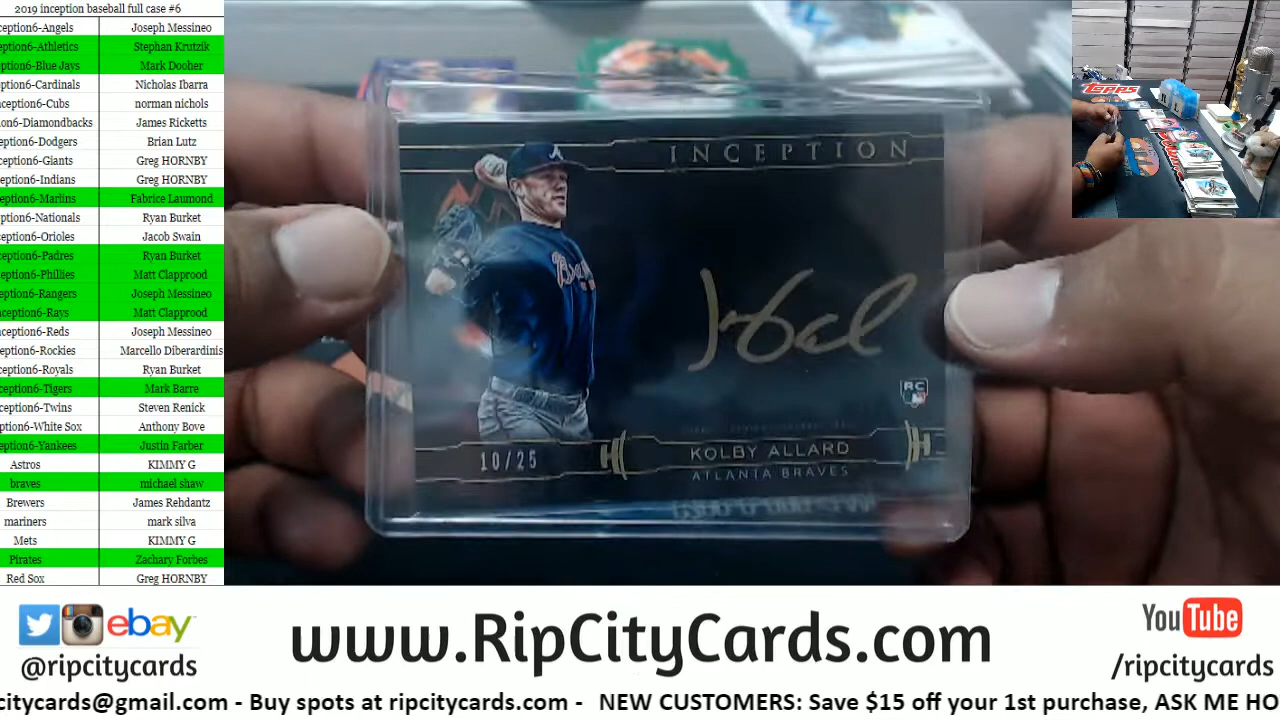 2019 inception baseball full case #6
ception6-Angels Joseph Messineo
eption6-Athletics Stephan Krutzik
eption6-Blue Jays Mark Dooher
ception6-Cardinals Nicholas Ibarra
nception6-Cubs norman nichols
on6-Diamondbacks James Ricketts
ception6-Dodgers Brian Lutz
ception6-Giants Greg HORNBY
ception6-Indians Greg HORNBY
eption6-Marlins Fabrice Laumond
ption6-Nationals Ryan Burket
ception6-Orioles Jacob Swain
ception6-Padres Ryan Burket
ception6-Phillies Matt Clapprood
ception6-Rangers Joseph Messineo
ception6-Rays Matt Clapprood
ception6-Reds Joseph Messineo
ception6-Rockies Marcello Diberardinis
ception6-Royals Ryan Burket
ception6-Tigers Mark Barre
ception6-Twins Steven Renick
ption6-White Sox Anthony Bove
eption6-Yankees Justin Farber
Astros KIMMY G
braves michael shaw
Brewers James Rehdantz
mariners mark silva
Mets KIMMY G
Pirates Zachary Forbes
Red Sox Greg HORNBY
INCEPTION
A
RC
10/25
KOLBY ALLARD
ATLANTA BRAVES
TOPPS
ebay
@ripcitycards
www.RipCityCards.com
YouTube
/ripcitycards
citycards@gmail.com - Buy spots at ripcitycards.com - NEW CUSTOMERS: Save $15 off your 1st purchase, ASK ME HO